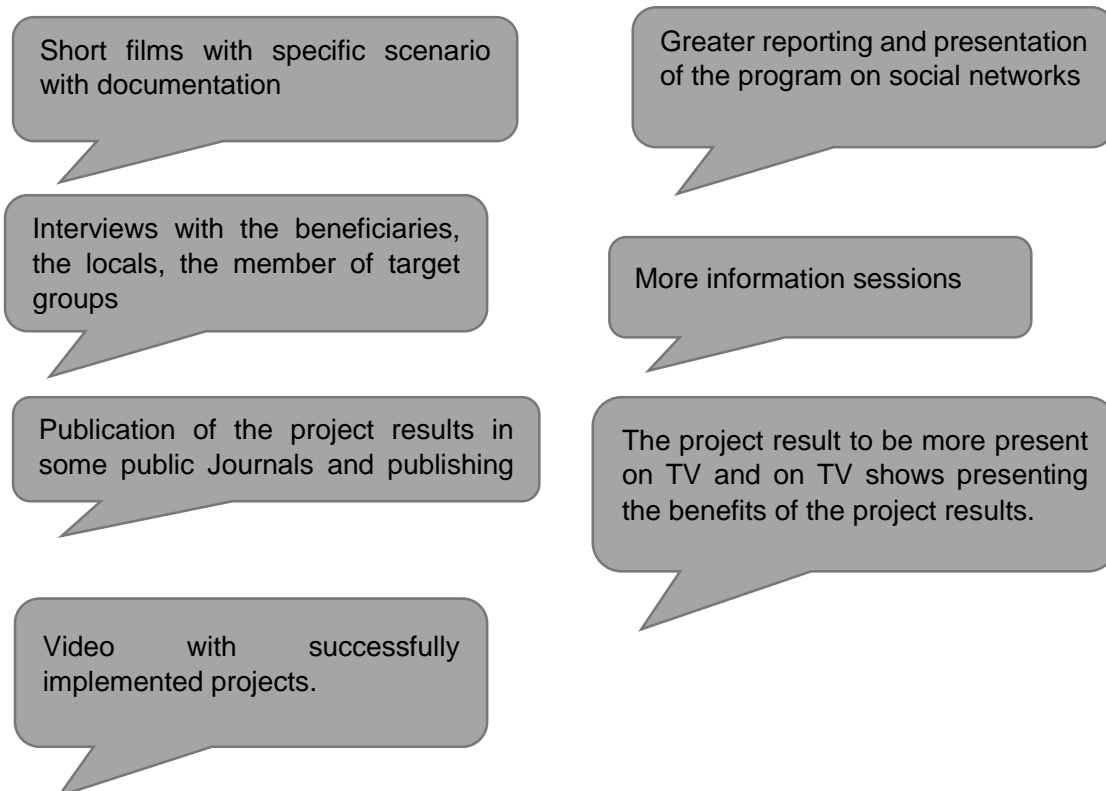 Short films with specific scenario
with documentation
Greater reporting and presentation
of the program on social networks
Interviews with the beneficiaries,
the locals, the member of target
groups
More information sessions
Publication of the project results in
some public Journals and publishing
The project result to be more present
on TV and on TV shows presenting
the benefits of the project results.
Video with successfully
implemented projects.